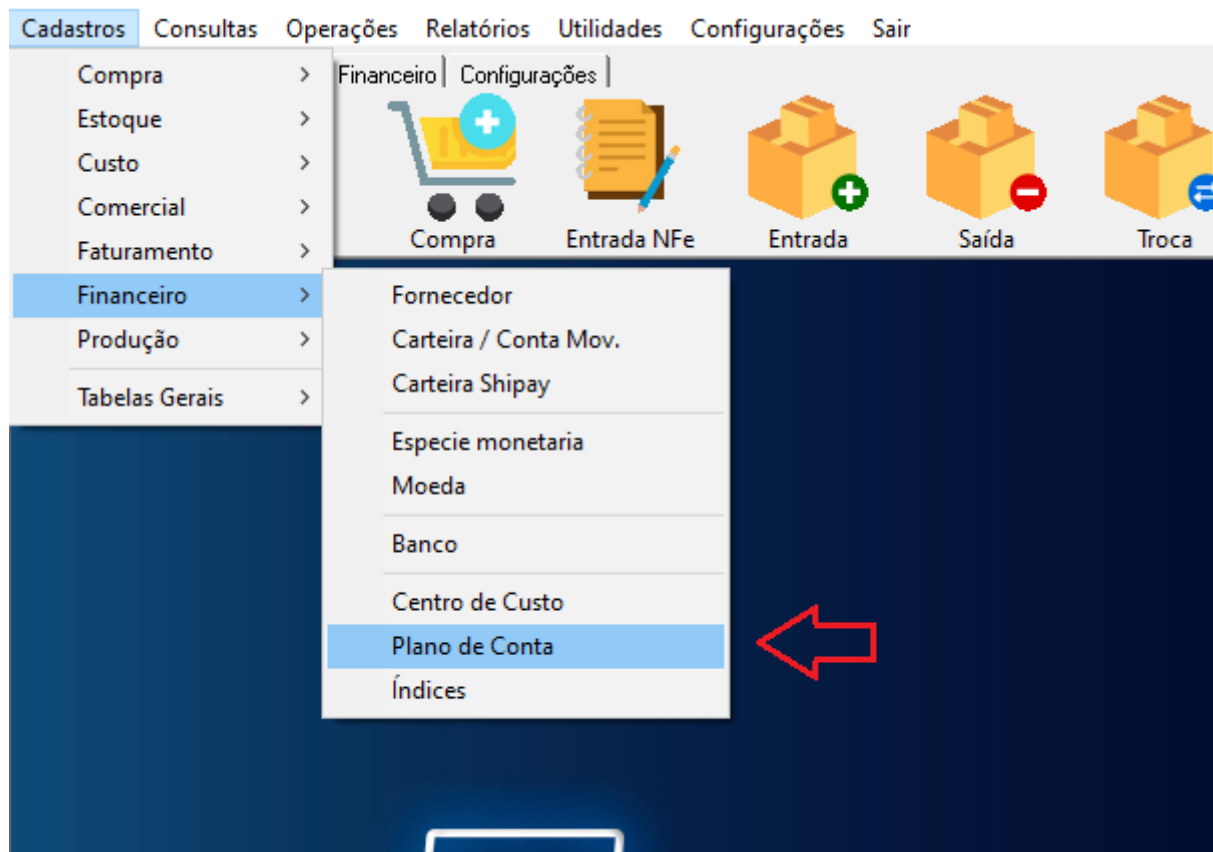 Cadastros Consultas Operações Relatórios Utilidades Configurações Sair
Financeiro Configurações
Compra Entrada NFe Entrada Saída Troca
Compra
Estoque
Custo
Comercial
Faturamento
Financeiro
Produção
Tabelas Gerais
Fornecedor
Carteira / Conta Mov.
Carteira Shipay
Especie monetaria
Moeda
Banco
Centro de Custo
Plano de Conta
Índices